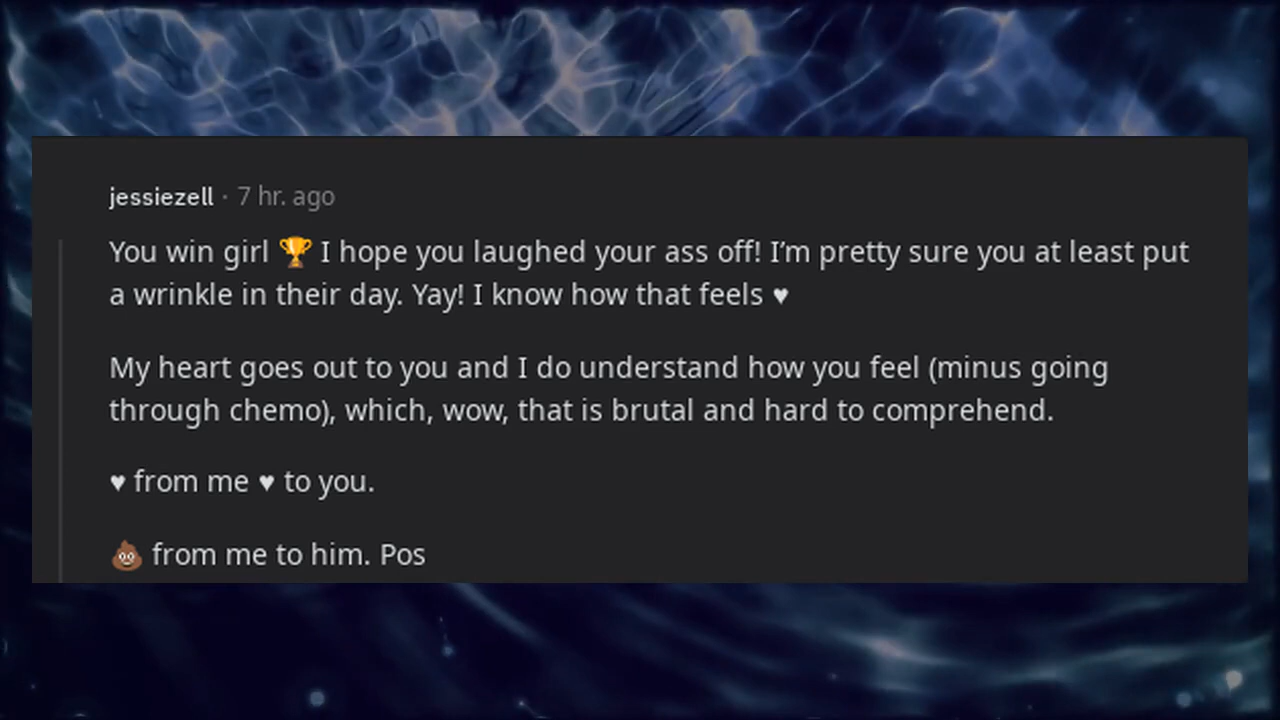 jessiezell · 7 hr. ago
You win girl 🏆 I hope you laughed your ass off! I’m pretty sure you at least put
a wrinkle in their day. Yay! I know how that feels ♥
My heart goes out to you and I do understand how you feel (minus going
through chemo), which, wow, that is brutal and hard to comprehend.
♥ from me ♥ to you.
💩 from me to him. Pos